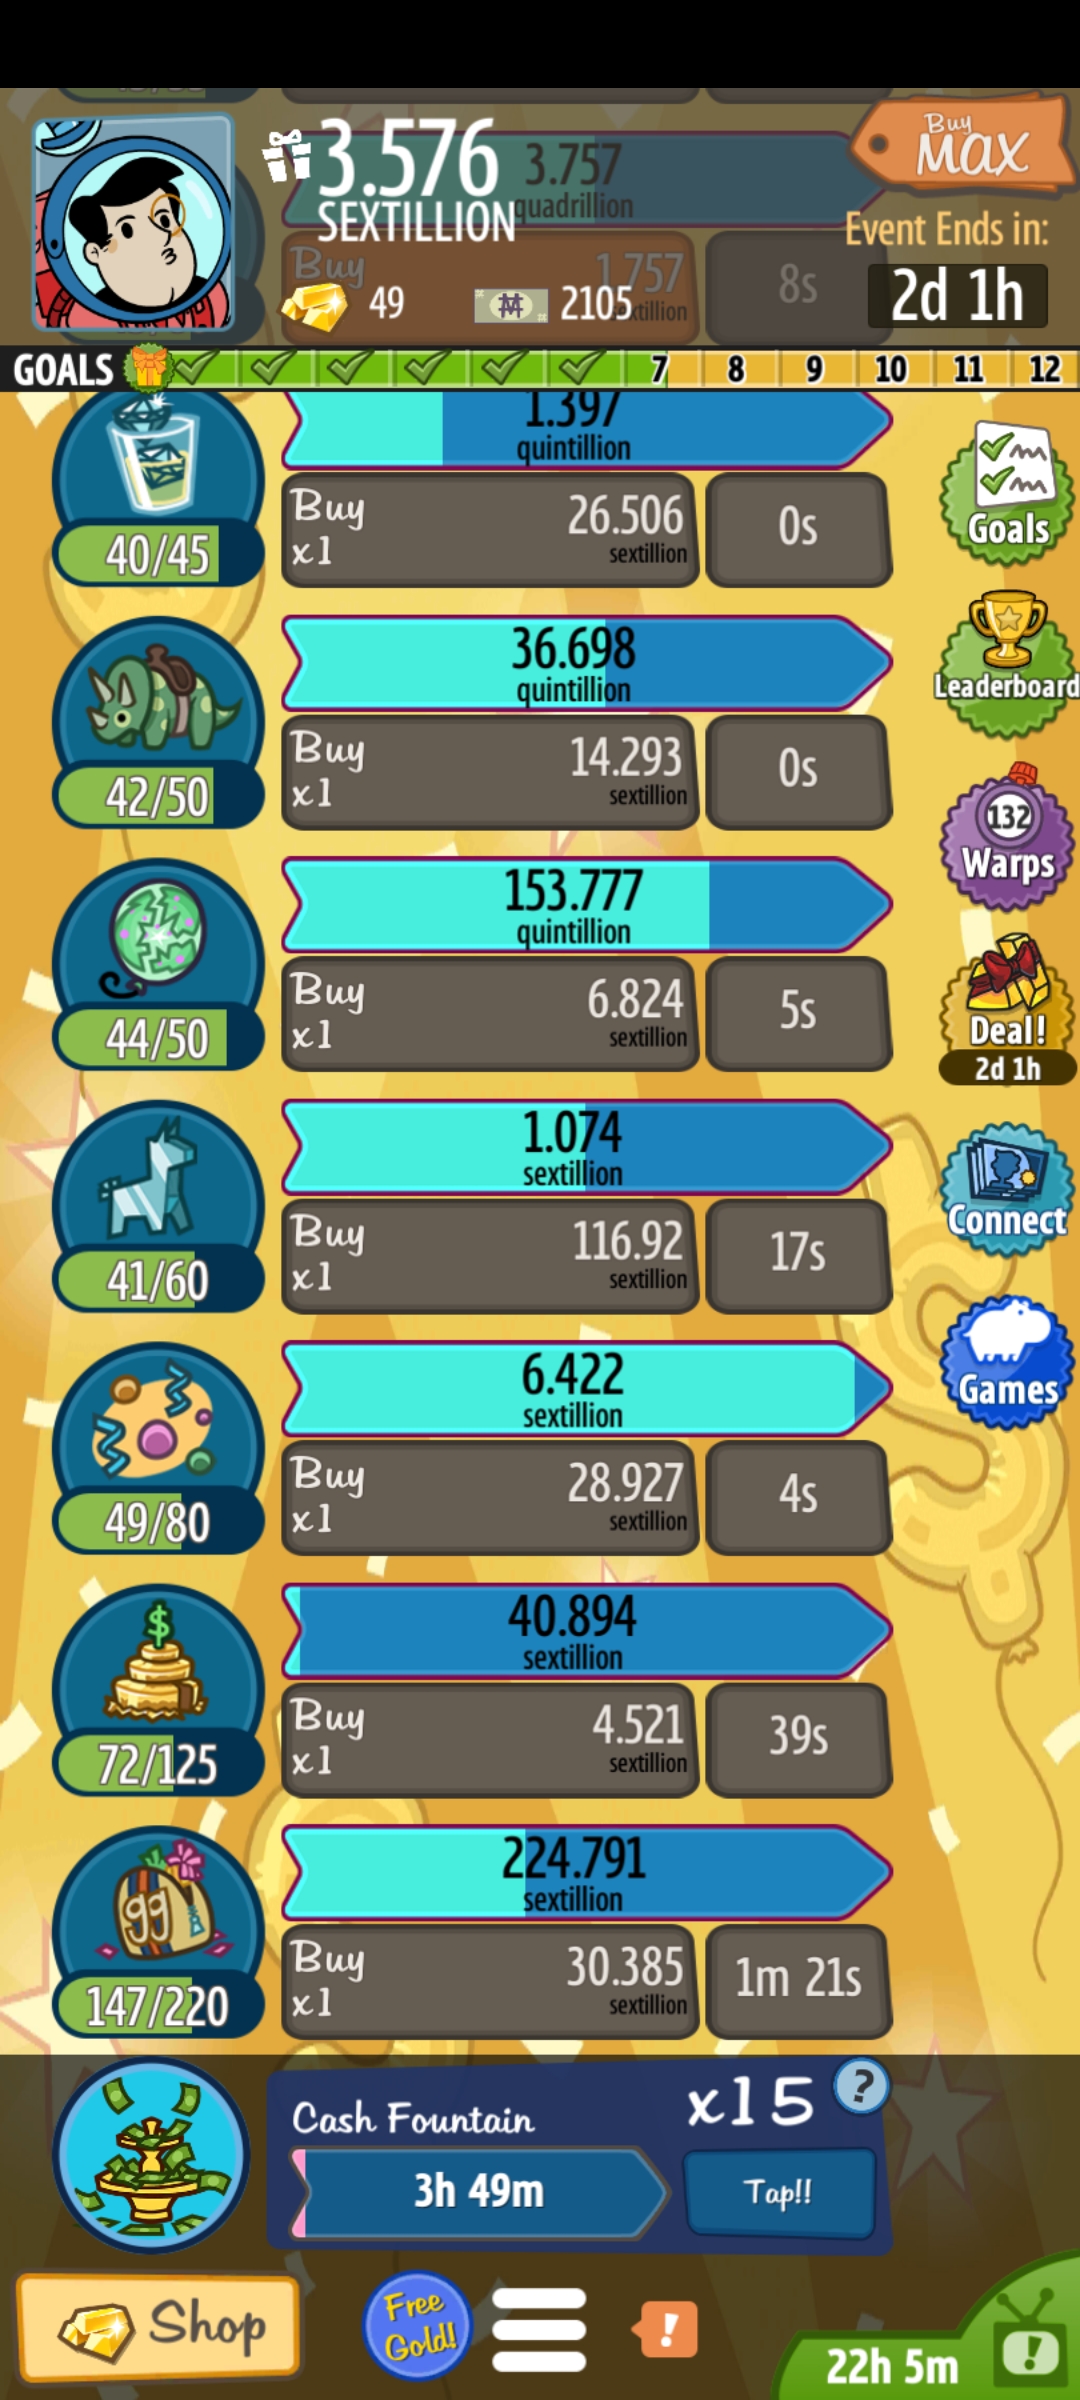 3.576
SEXTILLION
3.757
quadrillion
Buy
MAX
Event Ends in:
2d 1h
Buy
1.757
8s
49
2105
GOALS
7
8
9
10
11
12
1.397
quintillion
Buy
x1
26.506
sextillion
0s
40/45
Goals
36.698
quintillion
Buy
x1
14.293
sextillion
0s
42/50
Leaderboard
153.777
quintillion
Buy
x1
6.824
sextillion
5s
44/50
132
Warps
Deal!
2d 1h
1.074
sextillion
Buy
x1
116.92
sextillion
17s
41/60
Connect
6.422
sextillion
Buy
x1
28.927
sextillion
4s
49/80
Games
$
40.894
sextillion
Buy
x1
4.521
sextillion
39s
72/125
99
224.791
sextillion
Buy
x1
30.385
sextillion
1m 21s
147/220
Cash Fountain
x15
?
3h 49m
Tap!!
Shop
Free
Gold!
!
22h 5m
!